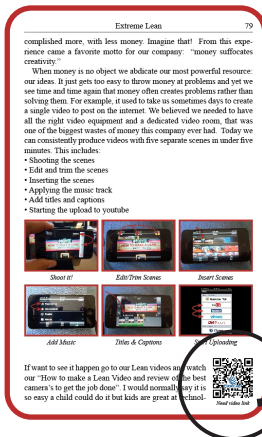 Extreme Lean 79
complished more, with less money. Imagine that! From this expe-
rience came a favorite motto for our company: "money suffocates
creativity."
When money is no object we abdicate our most powerful resource:
our ideas. It just gets too easy to throw money at problems and yet we
see time and time again that money often creates problems rather than
solving them. For example, it used to take us sometimes days to create
a single video to post on the internet. We believed we needed to have
all the right video equipment and a dedicated video room, that was
one of the biggest wastes of money this company ever had. Today we
can consistently produce videos with five separate scenes in under five
minutes. This includes:
• Shooting the scenes
• Edit and trim the scenes
• Inserting the scenes
• Applying the music track
• Add titles and captions
• Starting the upload to youtube
Shoot it! Edit/Trim Scenes Insert Scenes
Add Music Titles & Captions Start Uploading
If want to see it happen go to our Lean videos and watch
our "How to make a Lean Video and review of the best
camera's to get the job done". I would normally say it is
so easy a child could do it but kids are great at technol-
Need video link